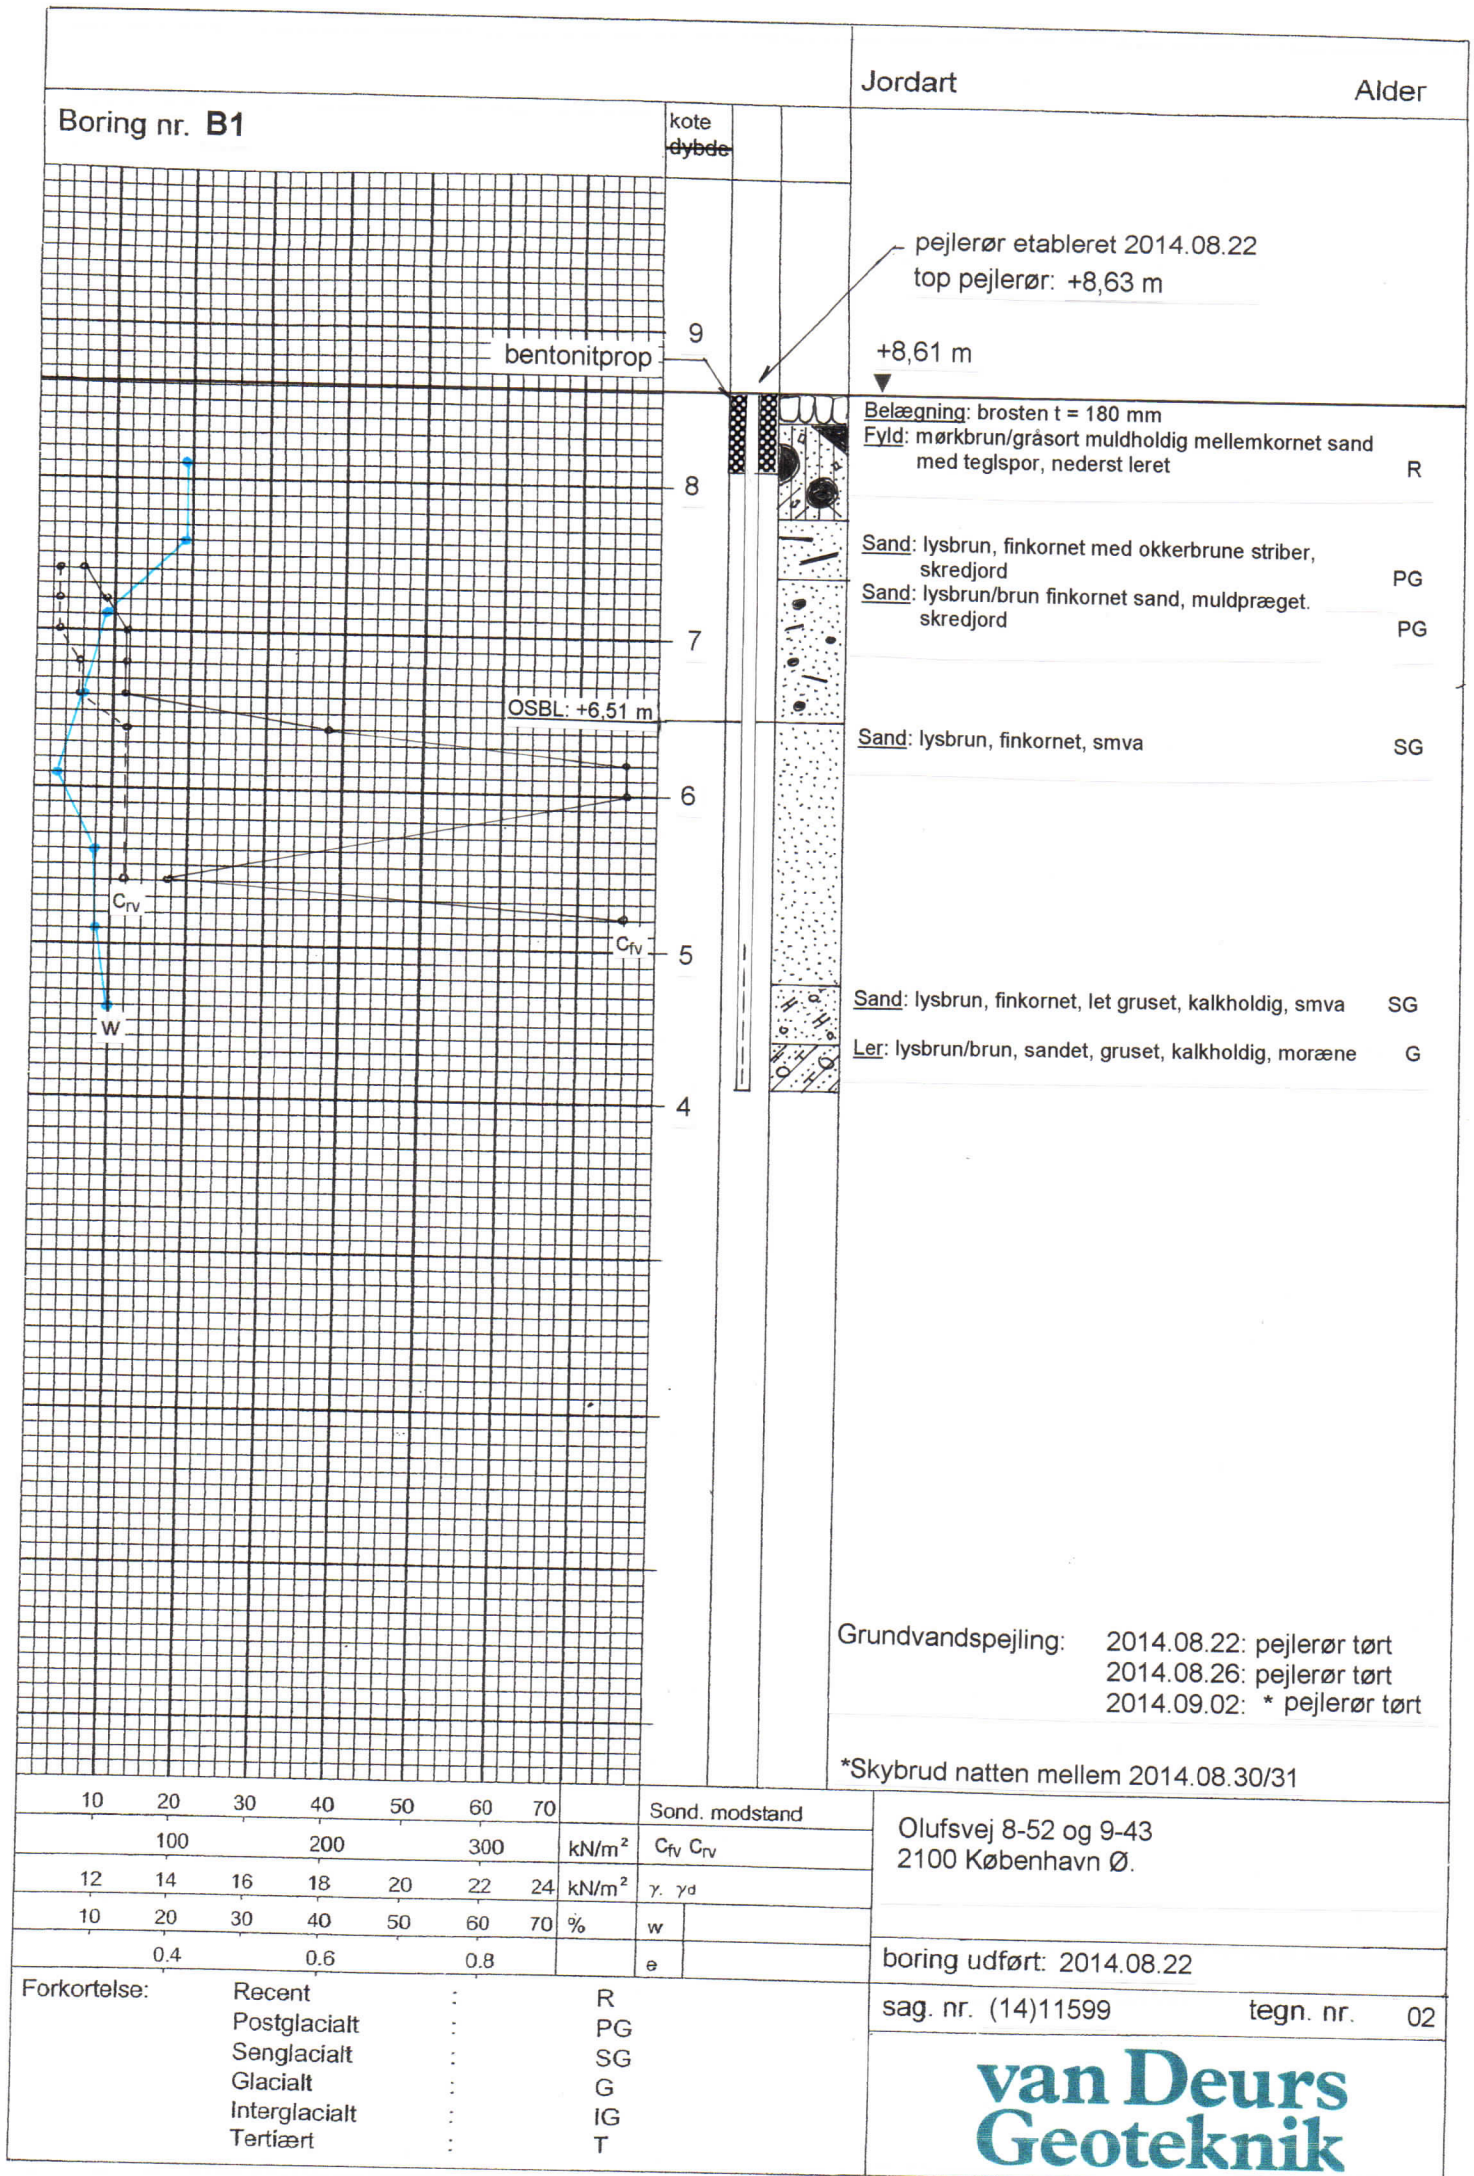 Jordart Alder
Boring nr. B1
kote
dybde
pejlerør etableret 2014.08.22
top pejlerør: +8,63 m
9
bentonitprop
+8,61 m
Belægning: brosten t = 180 mm
Fyld: mørkbrun/gråsort muldholdig mellemkornet sand
med teglspor, nederst leret R
8
Sand: lysbrun, finkornet med okkerbrune striber,
skredjord PG
Sand: lysbrun/brun finkornet sand, muldpræget.
skredjord PG
7
OSBL: +6,51 m
Sand: lysbrun, finkornet, smva SG
6
Crv
Cfv
5
Sand: lysbrun, finkornet, let gruset, kalkholdig, smva SG
W
Ler: lysbrun/brun, sandet, gruset, kalkholdig, moræne G
4
Grundvandspejling: 2014.08.22: pejlerør tørt
2014.08.26: pejlerør tørt
2014.09.02: * pejlerør tørt
*Skybrud natten mellem 2014.08.30/31
10 20 30 40 50 60 70 Sond. modstand
100 200 300 kN/m² Cfv Crv
12 14 16 18 20 22 24 kN/m² γ. γd
10 20 30 40 50 60 70 % w
0.4 0.6 0.8 e
Olufsvej 8-52 og 9-43
2100 København Ø.
boring udført: 2014.08.22
sag. nr. (14)11599 tegn. nr. 02
Forkortelse: Recent : R
Postglacialt : PG
Senglacialt : SG
Glacialt : G
Interglacialt : IG
Tertiært : T
van Deurs
Geoteknik